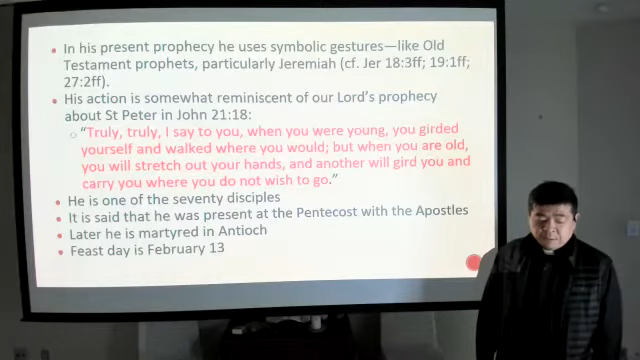 In his present prophecy he uses symbolic gestures—like Old
Testament prophets, particularly Jeremiah (cf. Jer 18:3ff; 19:1ff;
27:2ff).
His action is somewhat reminiscent of our Lord's prophecy
about St Peter in John 21:18:
"Truly, truly, I say to you, when you were young, you girded
yourself and walked where you would; but when you are old,
you will stretch out your hands, and another will gird you and
carry you where you do not wish to go."
He is one of the seventy disciples
It is said that he was present at the Pentecost with the Apostles
Later he is martyred in Antioch
Feast day is February 13